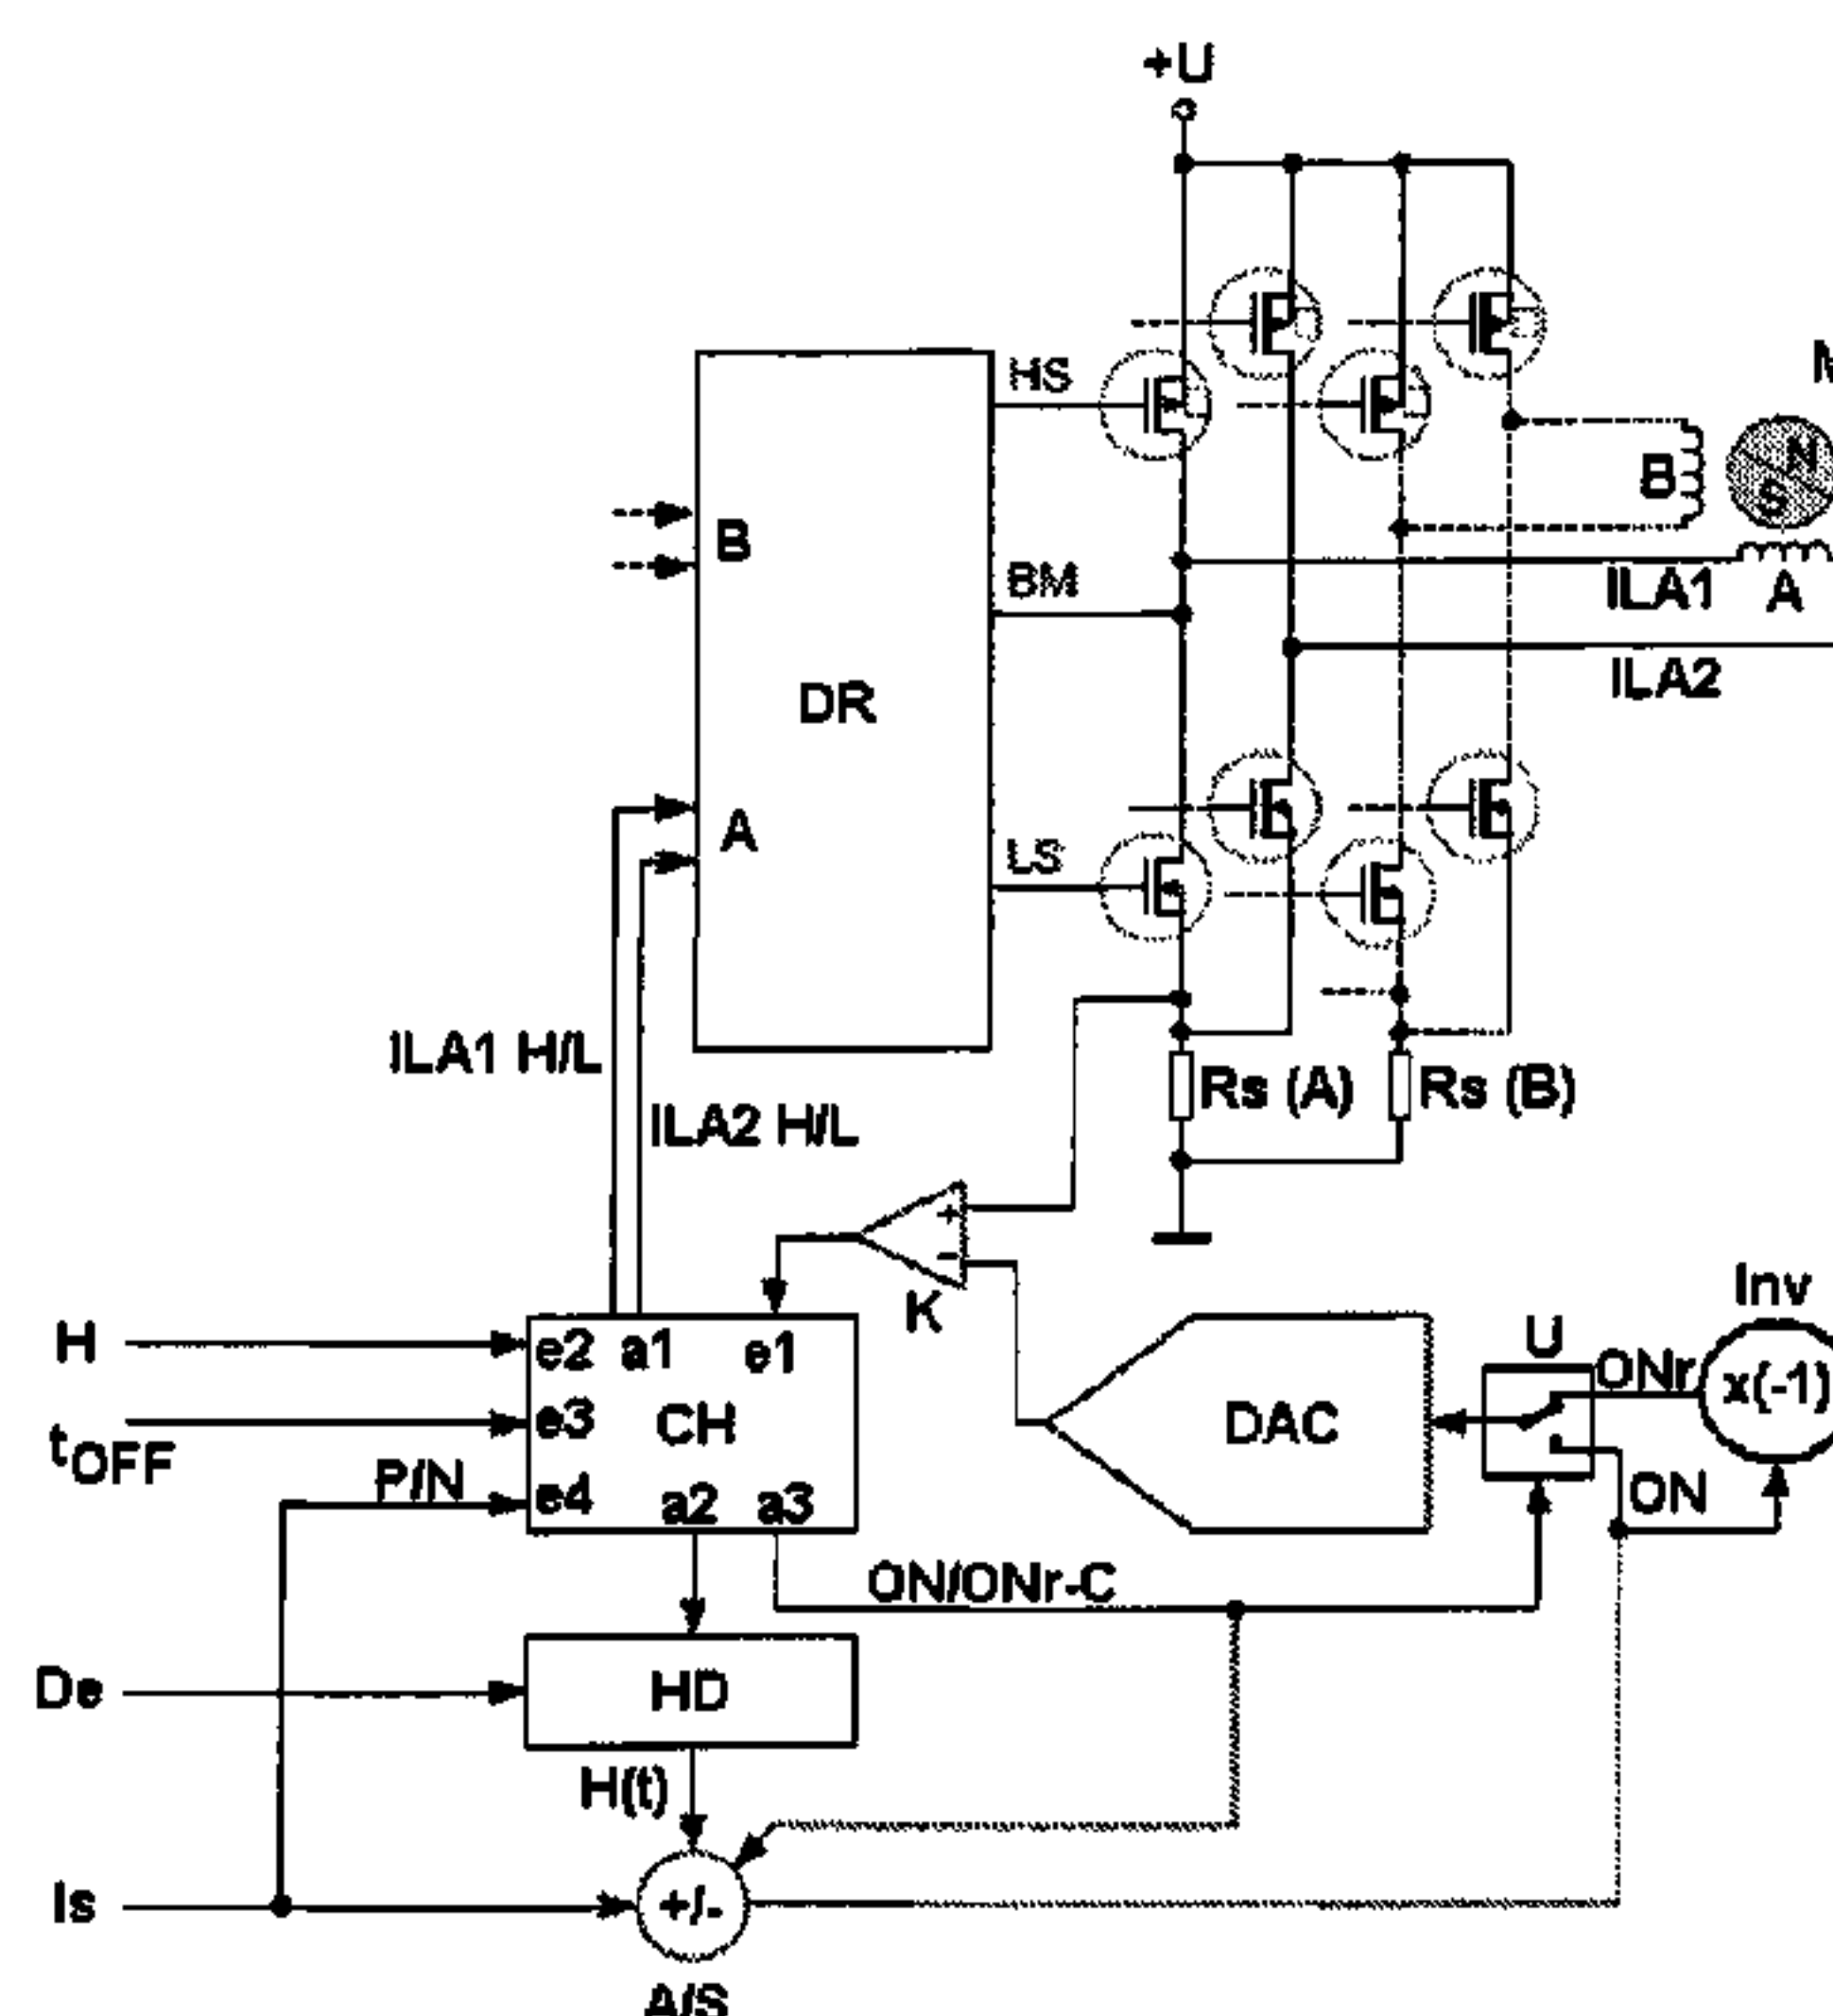 +U
M
HS
B
N
S
B
BM
ILA1 A
DR
ILA2
A
LS
ILA1 H/L
Rs (A) Rs (B)
ILA2 H/L
+
-
K
Inv
H
e2 a1 e1
U
ONr
x(-1)
tOFF
e3 CH
DAC
P/N
e4 a2 a3
ON
ON/ONr-C
De
HD
H(t)
Is
+/-
A/S